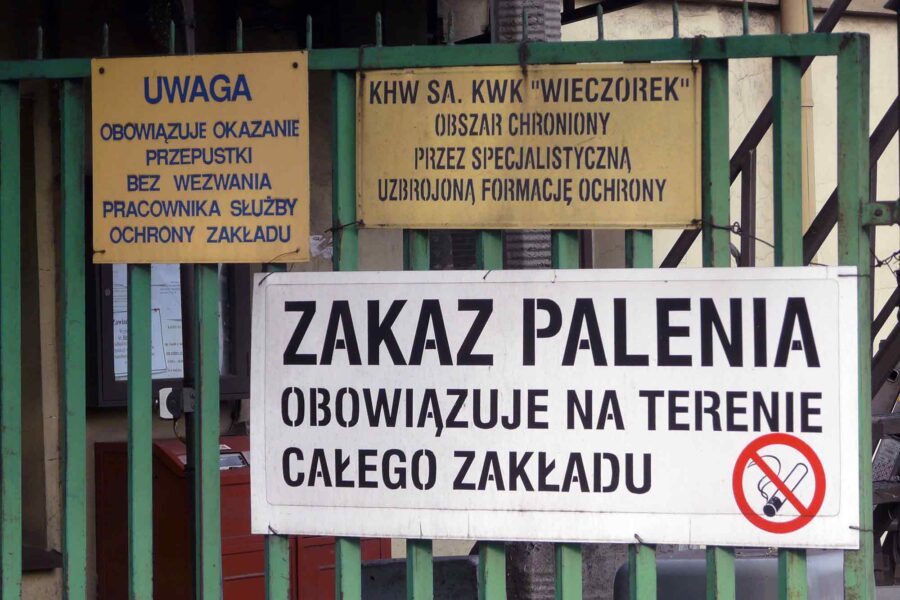 UWAGA
OBOWIĄZUJE OKAZANIE
PRZEPUSTKI
BEZ WEZWANIA
PRACOWNIKA SŁUŻBY
OCHRONY ZAKŁADU
KHW SA. KWK "WIECZOREK"
OBSZAR CHRONIONY
PRZEZ SPECJALISTYCZNĄ
UZBROJONĄ FORMACJĘ OCHRONY
ZAKAZ PALENIA
OBOWIĄZUJE NA TERENIE
CAŁEGO ZAKŁADU